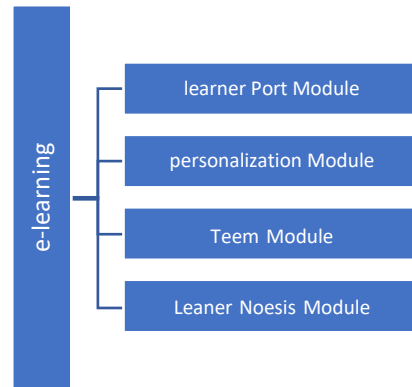 e-learning
learner Port Module
personalization Module
Teem Module
Leaner Noesis Module